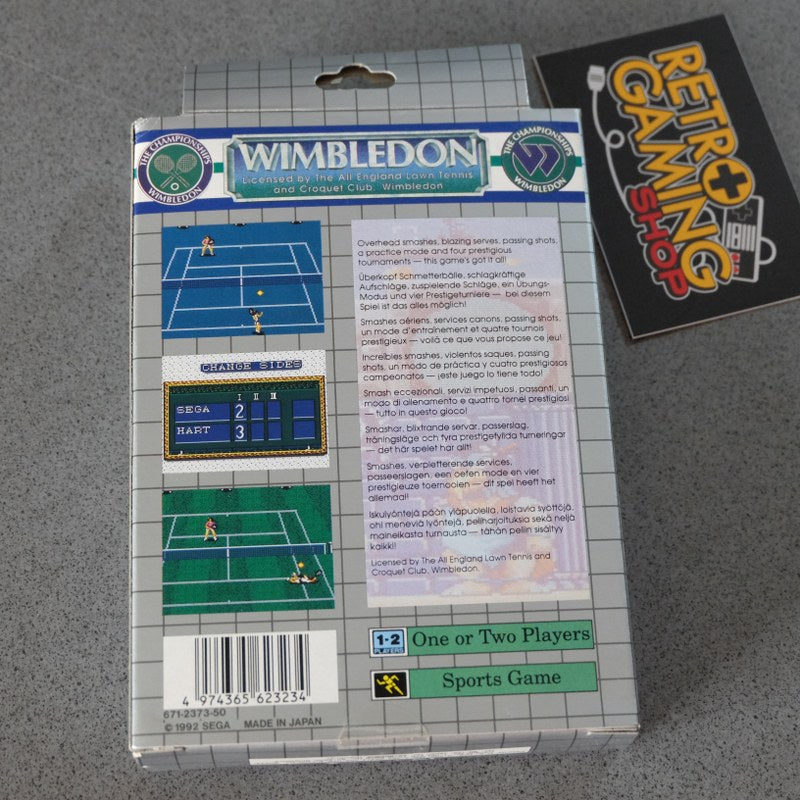 THE CHAMPIONSHIPS
WIMBLEDON
WIMBLEDON
Licensed by The All England Lawn Tennis
and Croquet Club, Wimbledon
THE CHAMPIONSHIPS
WIMBLEDON
RETRO
GAMING
SHOP
Overhead smashes, blazing serves, passing shots,
a practice mode and four prestigious
tournaments — this game's got it all!
Überkopf Schmetterbälle, schlagkräftige
Aufschläge, zuspielende Schläge, ein Übungs-
Modus und vier Prestigeturniere — bei diesem
Spiel ist das alles möglich!
Smashes aériens, services canons, passing shots,
un mode d'entraînement et quatre tournois
prestigieux — voilà ce que vous propose ce jeu!
Increíbles smashes, violentos saques, passing
shots, un modo de práctica y cuatro prestigiosos
campeonatos — ¡este juego lo tiene todo!
Smash eccezionali, servizi impetuosi, passanti, un
modo di allenamento e quattro tornei prestigiosi
— tutto in questo gioco!
Smashar, blixtrande servar, passerslag,
träningsläge och fyra prestigefyllda turneringar
— det här spelet har allt!
Smashes, verpletterende services,
passeerslagen, een oefen mode en vier
prestigieuze toernooien — dit spel heeft het
allemaal!
Iskulyöntejä pään yläpuolella, loistavia syöttöjä,
ohi meneviä lyöntejä, peliharjoituksia sekä neljä
maineikasta turnausta — tähän peliin sisältyy
kaikki!
Licensed by The All England Lawn Tennis and
Croquet Club, Wimbledon.
CHANGE SIDES
I II III
SEGA 2
HART 3
1-2
PLAYERS
One or Two Players
Sports Game
4 974365 623234
671-2373-50
© 1992 SEGA MADE IN JAPAN